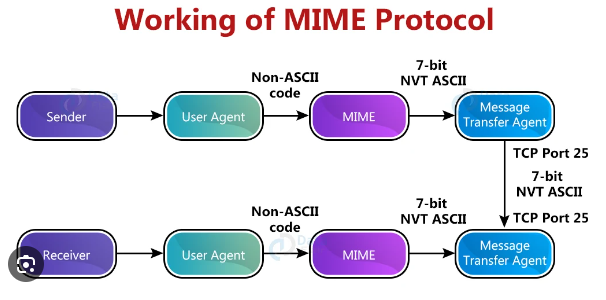 Working of MIME Protocol
Non-ASCII
code
7-bit
NVT ASCII
Sender
User Agent
MIME
Message
Transfer Agent
TCP Port 25
7-bit
NVT ASCII
TCP Port 25
Non-ASCII
code
7-bit
NVT ASCII
Receiver
User Agent
MIME
Message
Transfer Agent